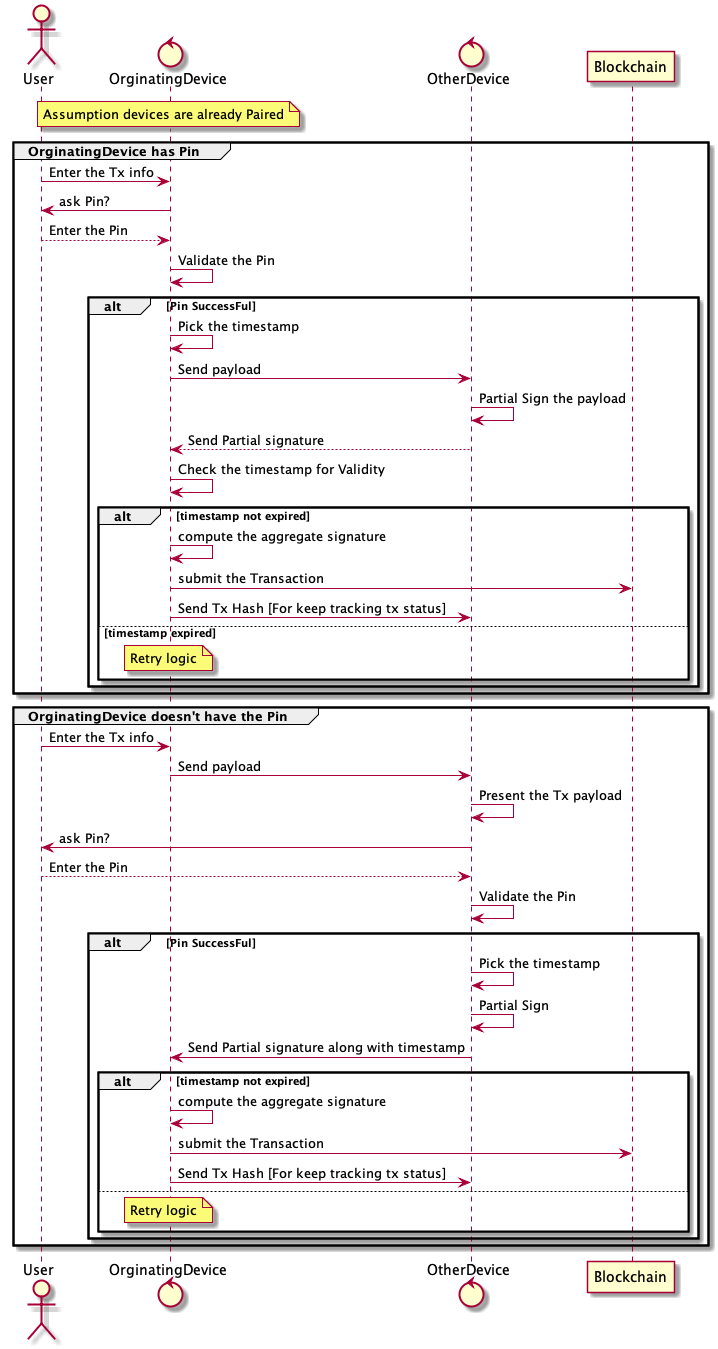 User
OrginatingDevice
OtherDevice
Blockchain
Assumption devices are already Paired
OrginatingDevice has Pin
Enter the Tx info
ask Pin?
Enter the Pin
Validate the Pin
alt [Pin SuccessFul]
Pick the timestamp
Send payload
Partial Sign the payload
Send Partial signature
Check the timestamp for Validity
alt [timestamp not expired]
compute the aggregate signature
submit the Transaction
Send Tx Hash [For keep tracking tx status]
[timestamp expired]
Retry logic
OrginatingDevice doesn't have the Pin
Enter the Tx info
Send payload
Present the Tx payload
ask Pin?
Enter the Pin
Validate the Pin
alt [Pin SuccessFul]
Pick the timestamp
Partial Sign
Send Partial signature along with timestamp
alt [timestamp not expired]
compute the aggregate signature
submit the Transaction
Send Tx Hash [For keep tracking tx status]
Retry logic
User
OrginatingDevice
OtherDevice
Blockchain